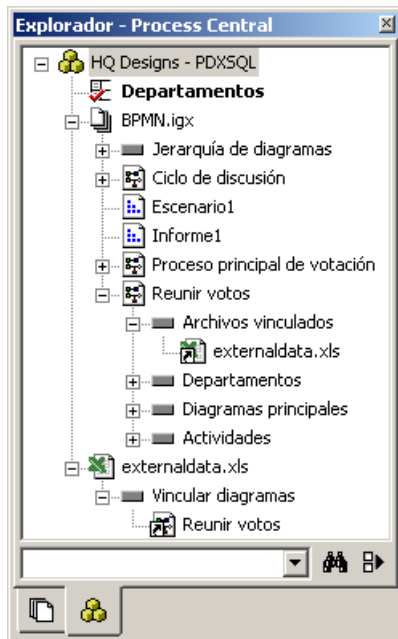 Explorador - Process Central
HQ Designs - PDXSQL
Departamentos
BPMN.igx
Jerarquía de diagramas
Ciclo de discusión
Escenario1
Informe1
Proceso principal de votación
Reunir votos
Archivos vinculados
externaldata.xls
Departamentos
Diagramas principales
Actividades
externaldata.xls
Vincular diagramas
Reunir votos